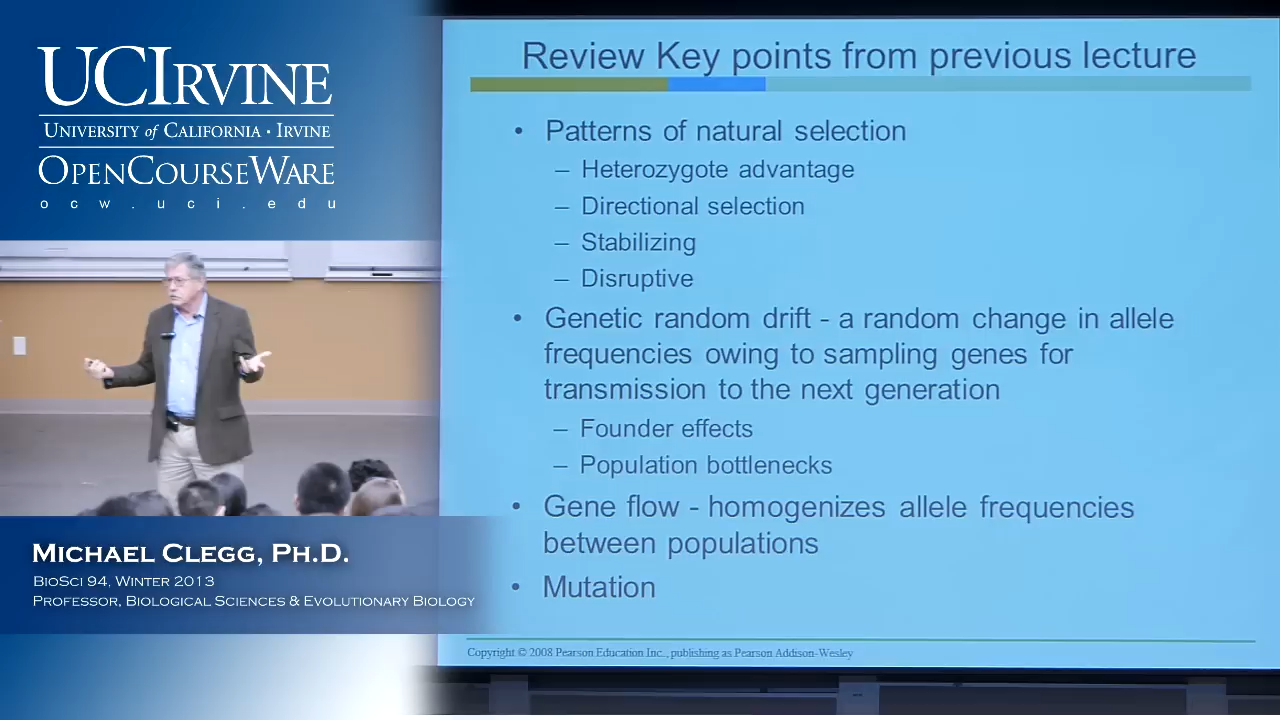 UCIRVINE
UNIVERSITY of CALIFORNIA · IRVINE
OPENCOURSEWARE
ocw.uci.edu
MICHAEL CLEGG, PH.D.
BIOSCI 94, WINTER 2013
PROFESSOR, BIOLOGICAL SCIENCES & EVOLUTIONARY BIOLOGY
Review Key points from previous lecture
• Patterns of natural selection
– Heterozygote advantage
– Directional selection
– Stabilizing
– Disruptive
• Genetic random drift - a random change in allele
frequencies owing to sampling genes for
transmission to the next generation
– Founder effects
– Population bottlenecks
• Gene flow - homogenizes allele frequencies
between populations
• Mutation
Copyright © 2008 Pearson Education Inc., publishing as Pearson Addison-Wesley